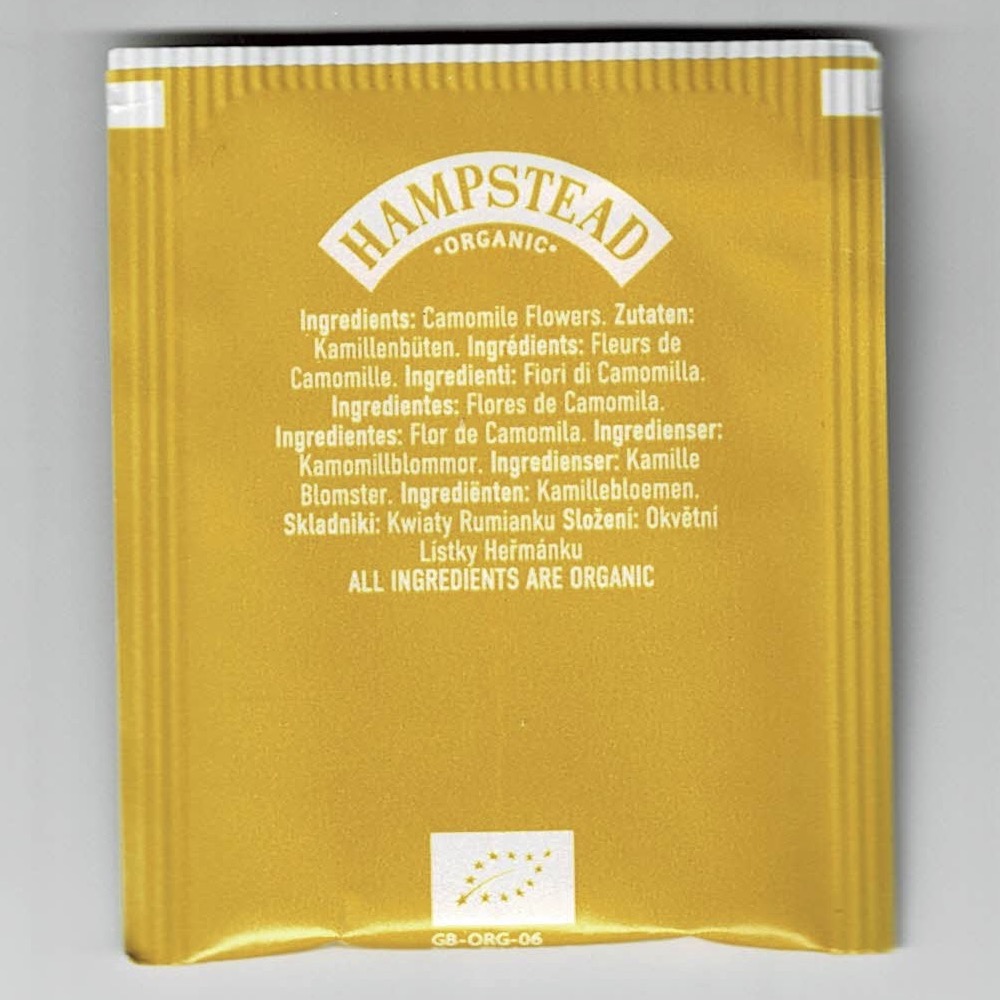 HAMPSTEAD
·ORGANIC·
Ingredients: Camomile Flowers. Zutaten:
Kamillenbüten. Ingrédients: Fleurs de
Camomille. Ingredienti: Fiori di Camomilla.
Ingredientes: Flores de Camomila.
Ingredientes: Flor de Camomila. Ingredienser:
Kamomillblommor. Ingredienser: Kamille
Blomster. Ingrediënten: Kamillebloemen.
Skladniki: Kwiaty Rumianku Složení: Okvětní
Lístky Heřmánku
ALL INGREDIENTS ARE ORGANIC
GB-ORG-06